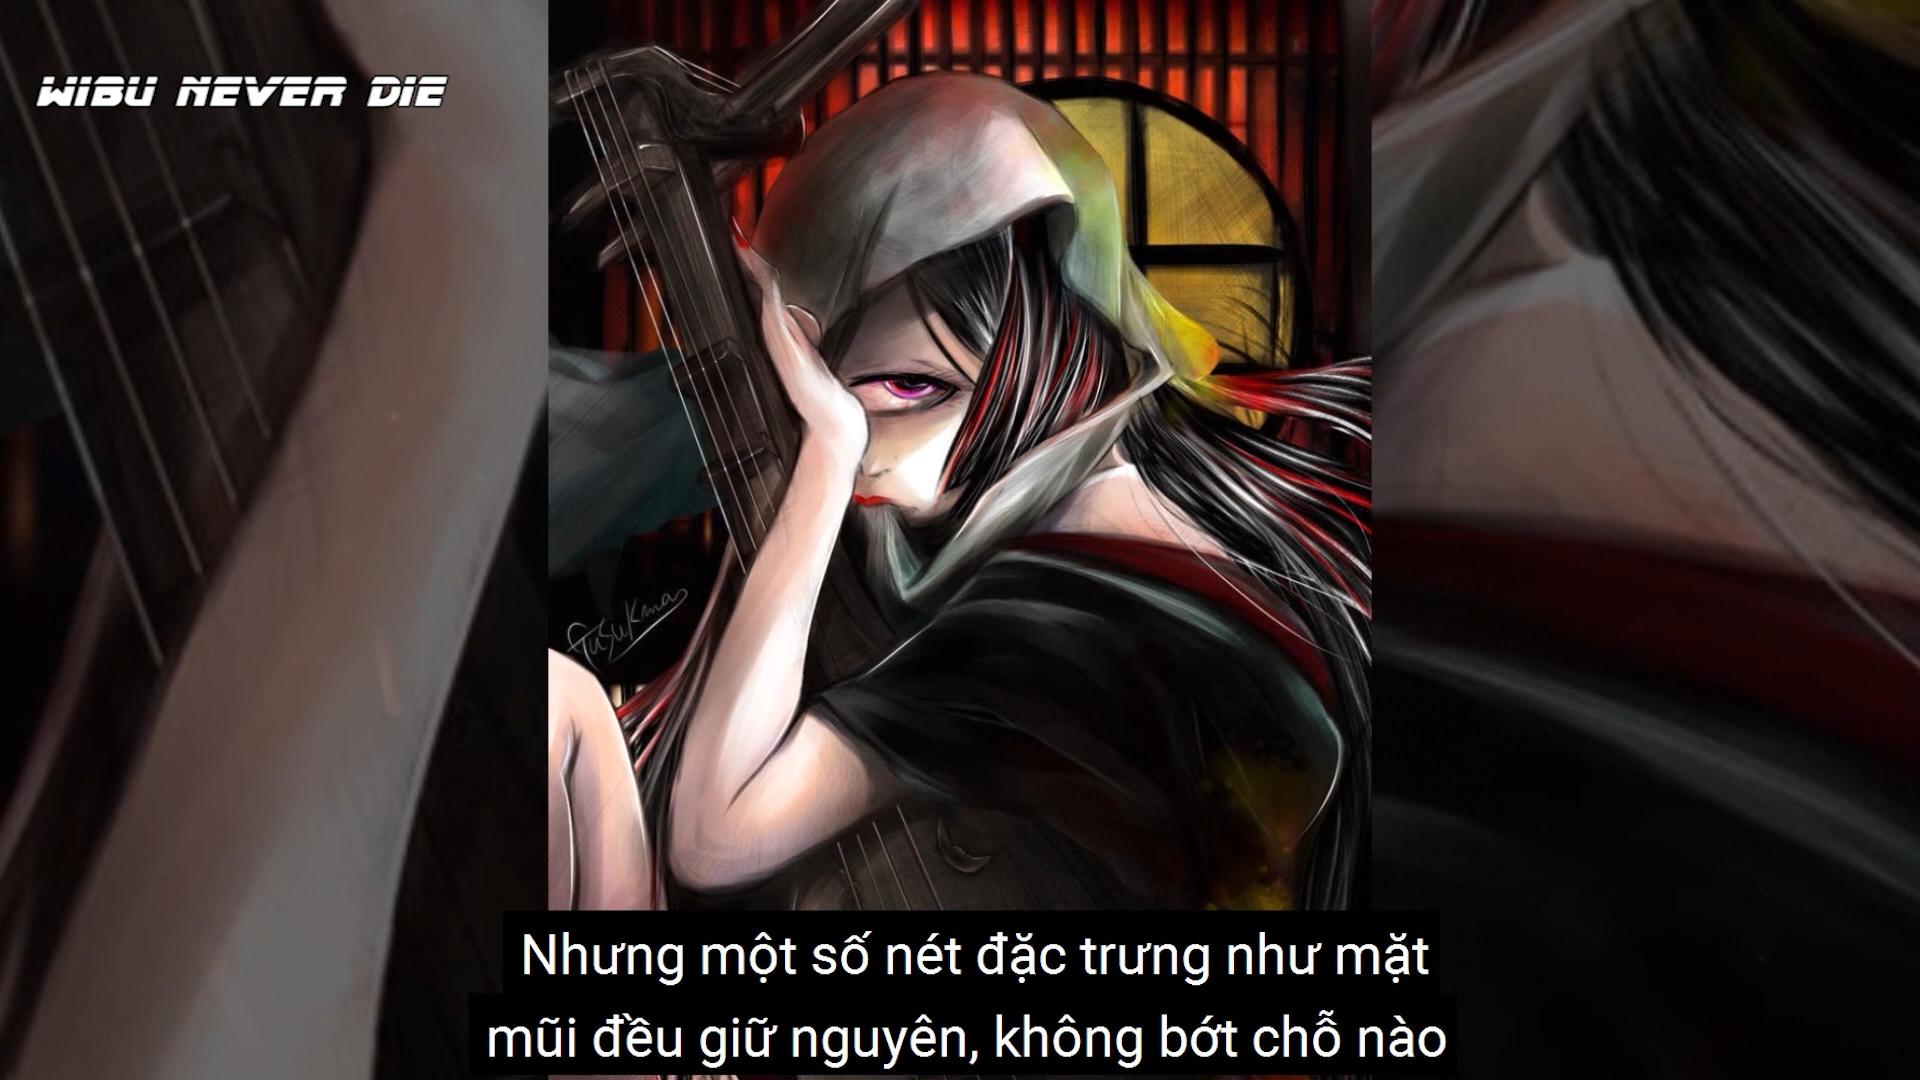 WIBU NEVER DIE
Nhưng một số nét đặc trưng như mặt
mũi đều giữ nguyên, không bớt chỗ nào